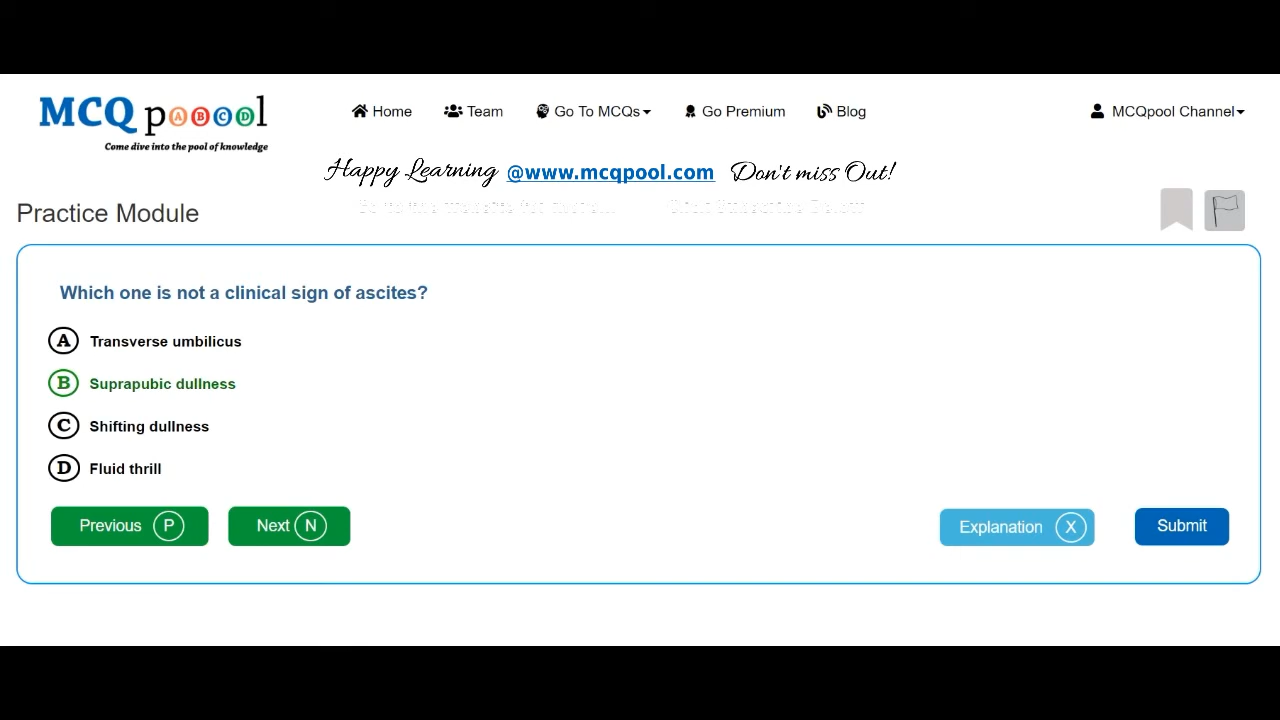 MCQ pABCDl
Come dive into the pool of knowledge
Home Team Go To MCQs Go Premium Blog MCQpool Channel
Happy Learning @www.mcqpool.com Don't miss Out!
Practice Module
Which one is not a clinical sign of ascites?
A Transverse umbilicus
B Suprapubic dullness
C Shifting dullness
D Fluid thrill
Previous P Next N Explanation X Submit